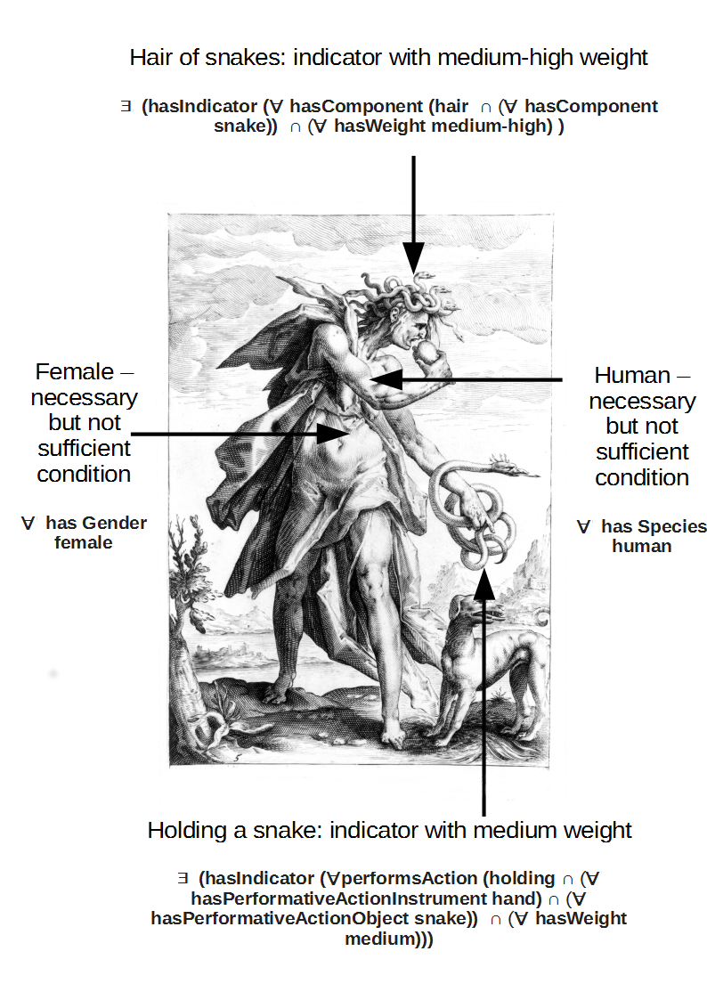 Hair of snakes: indicator with medium-high weight
∃ (hasIndicator (∀ hasComponent (hair ∩ (∀ hasComponent
snake)) ∩ (∀ hasWeight medium-high) )
Female –
necessary
but not
sufficient
condition
∀ has Gender
female
Human –
necessary
but not
sufficient
condition
∀ has Species
human
5
Holding a snake: indicator with medium weight
∃ (hasIndicator (∀performsAction (holding ∩ (∀
hasPerformativeActionInstrument hand) ∩ (∀
hasPerformativeActionObject snake)) ∩ (∀ hasWeight
medium)))